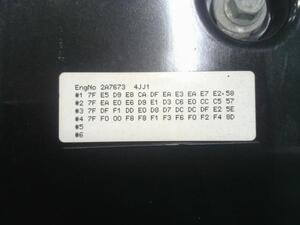 EngNo 2A7673 4JJ1
#1 7F E5 D9 E8 CA DF EA E3 EA E7 E2 58
#2 7F EA E0 E6 D9 E1 D3 C6 E0 CC C5 57
#3 7F DF F1 DD E0 D8 D7 DC DC DF E2 5E
#4 7F F0 00 F8 F8 F1 F3 F6 F0 F2 F4 8D
#5
#6